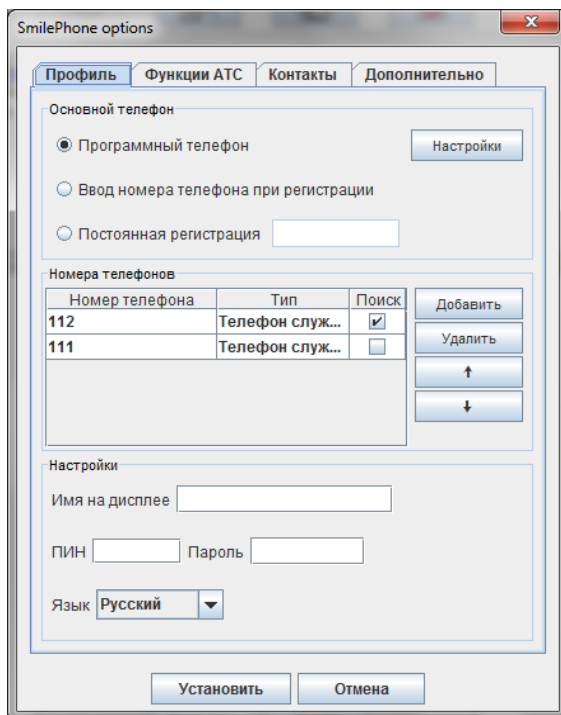 SmilePhone options
Профиль Функции АТС Контакты Дополнительно
Основной телефон
Программный телефон Настройки
Ввод номера телефона при регистрации
Постоянная регистрация
Номера телефонов
Номер телефона Тип Поиск Добавить
112 Телефон служ...
111 Телефон служ... Удалить
Настройки
Имя на дисплее
ПИН Пароль
Язык Русский
Установить Отмена